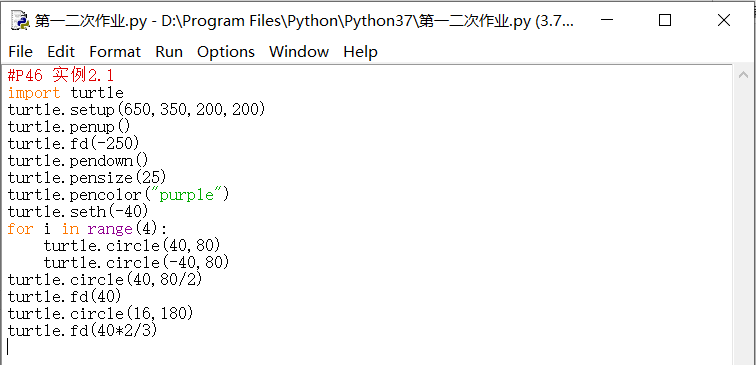 第一二次作业.py - D:\Program Files\Python\Python37\第一二次作业.py (3.7...
File Edit Format Run Options Window Help
#P46 实例2.1
import turtle
turtle.setup(650,350,200,200)
turtle.penup()
turtle.fd(-250)
turtle.pendown()
turtle.pensize(25)
turtle.pencolor("purple")
turtle.seth(-40)
for i in range(4):
    turtle.circle(40,80)
    turtle.circle(-40,80)
turtle.circle(40,80/2)
turtle.fd(40)
turtle.circle(16,180)
turtle.fd(40*2/3)